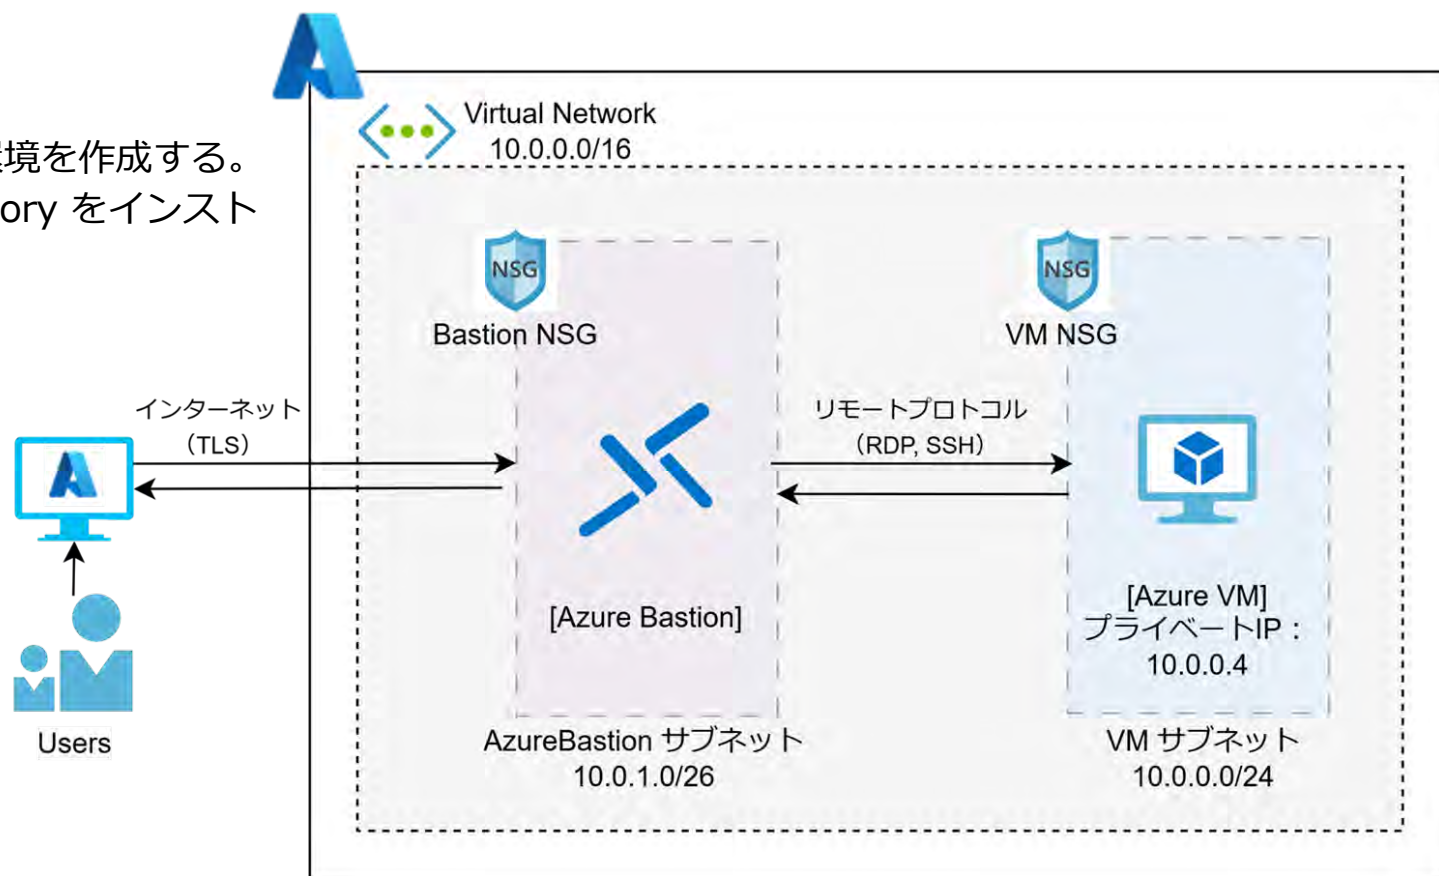 Virtual Network
10.0.0.0/16
境を作成する。
ory をインスト
NSG
Bastion NSG
NSG
VM NSG
インターネット
（TLS）
リモートプロトコル
（RDP, SSH）
[Azure Bastion]
[Azure VM]
プライベートIP：
10.0.0.4
Users
AzureBastion サブネット
10.0.1.0/26
VM サブネット
10.0.0.0/24